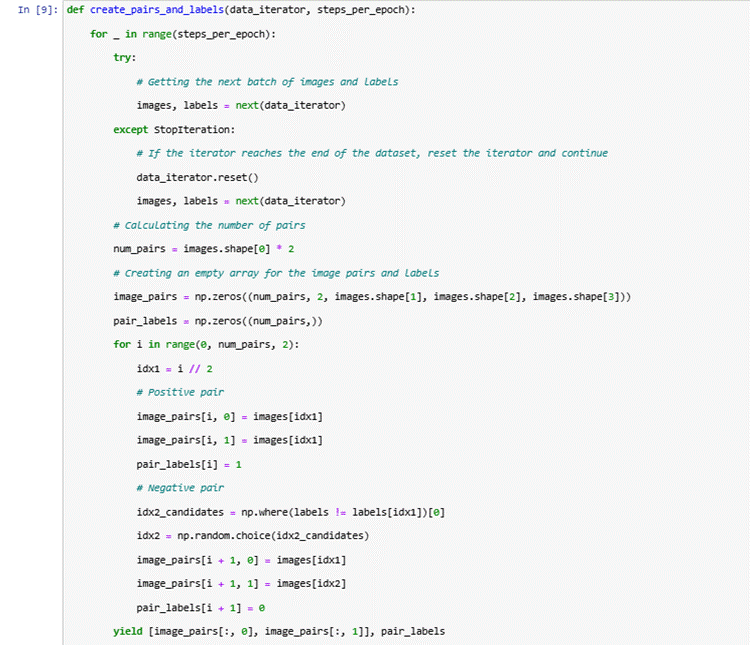 In [9]: def create_pairs_and_labels(data_iterator, steps_per_epoch):
for _ in range(steps_per_epoch):
try:
# Getting the next batch of images and labels
images, labels = next(data_iterator)
except StopIteration:
# If the iterator reaches the end of the dataset, reset the iterator and continue
data_iterator.reset()
images, labels = next(data_iterator)
# Calculating the number of pairs
num_pairs = images.shape[0] * 2
# Creating an empty array for the image pairs and labels
image_pairs = np.zeros((num_pairs, 2, images.shape[1], images.shape[2], images.shape[3]))
pair_labels = np.zeros((num_pairs,))
for i in range(0, num_pairs, 2):
idx1 = i // 2
# Positive pair
image_pairs[i, 0] = images[idx1]
image_pairs[i, 1] = images[idx1]
pair_labels[i] = 1
# Negative pair
idx2_candidates = np.where(labels != labels[idx1])[0]
idx2 = np.random.choice(idx2_candidates)
image_pairs[i + 1, 0] = images[idx1]
image_pairs[i + 1, 1] = images[idx2]
pair_labels[i + 1] = 0
yield [image_pairs[:, 0], image_pairs[:, 1]], pair_labels